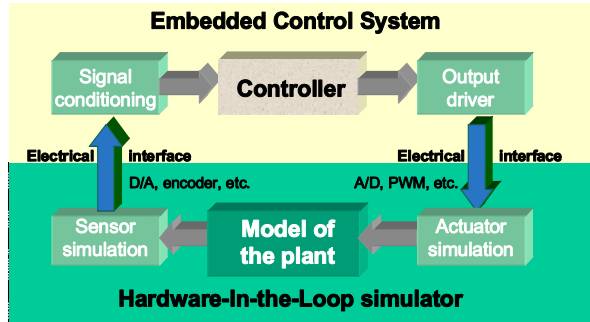 Embedded Control System
Signal
conditioning
Controller
Output
driver
Electrical interface
Electrical interface
D/A, encoder, etc.
A/D, PWM, etc.
Sensor
simulation
Model of
the plant
Actuator
simulation
Hardware-In-the-Loop simulator